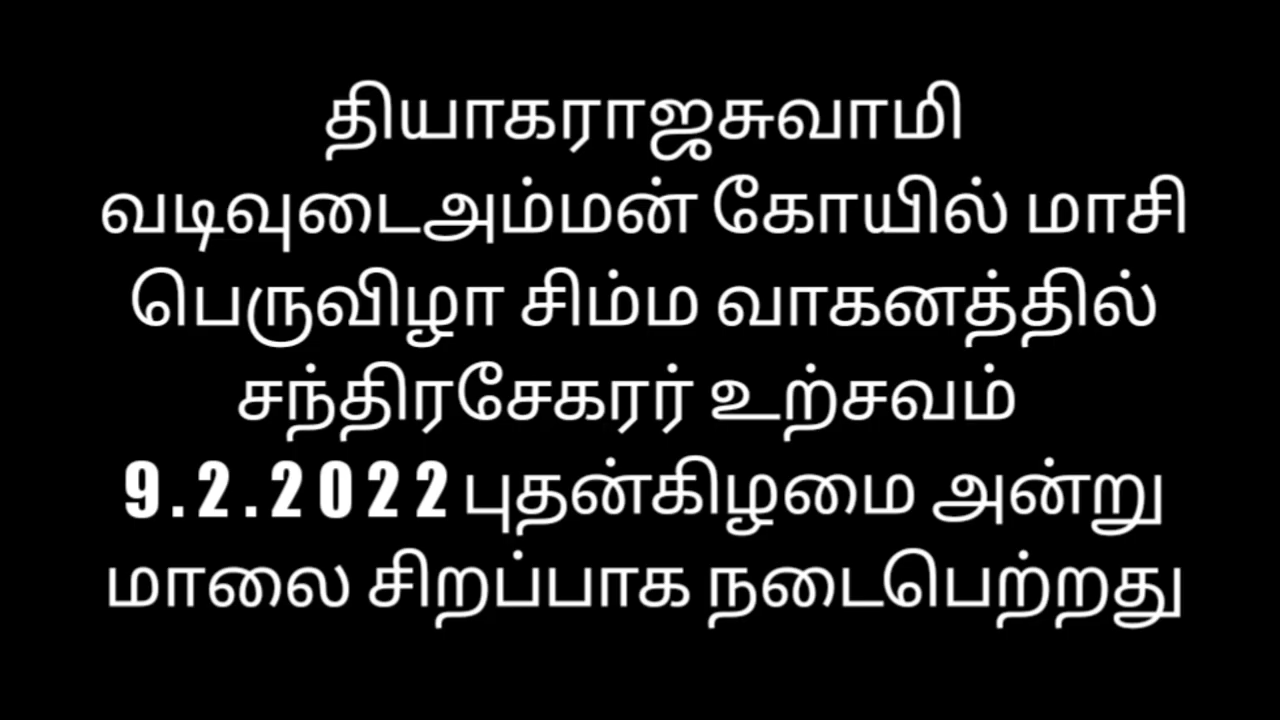 தியாகராஜசுவாமி
வடிவுடைஅம்மன் கோயில் மாசி
பெருவிழா சிம்ம வாகனத்தில்
சந்திரசேகரர் உற்சவம்
9.2.2022 புதன்கிழமை அன்று
மாலை சிறப்பாக நடைபெற்றது